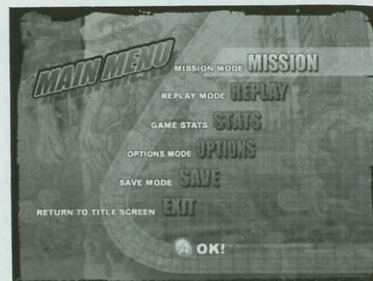 MAIN MENU
MISSION MODE MISSION
REPLAY MODE REPLAY
GAME STATS STATS
OPTIONS MODE OPTIONS
SAVE MODE SAVE
RETURN TO TITLE SCREEN EXIT
A OK!